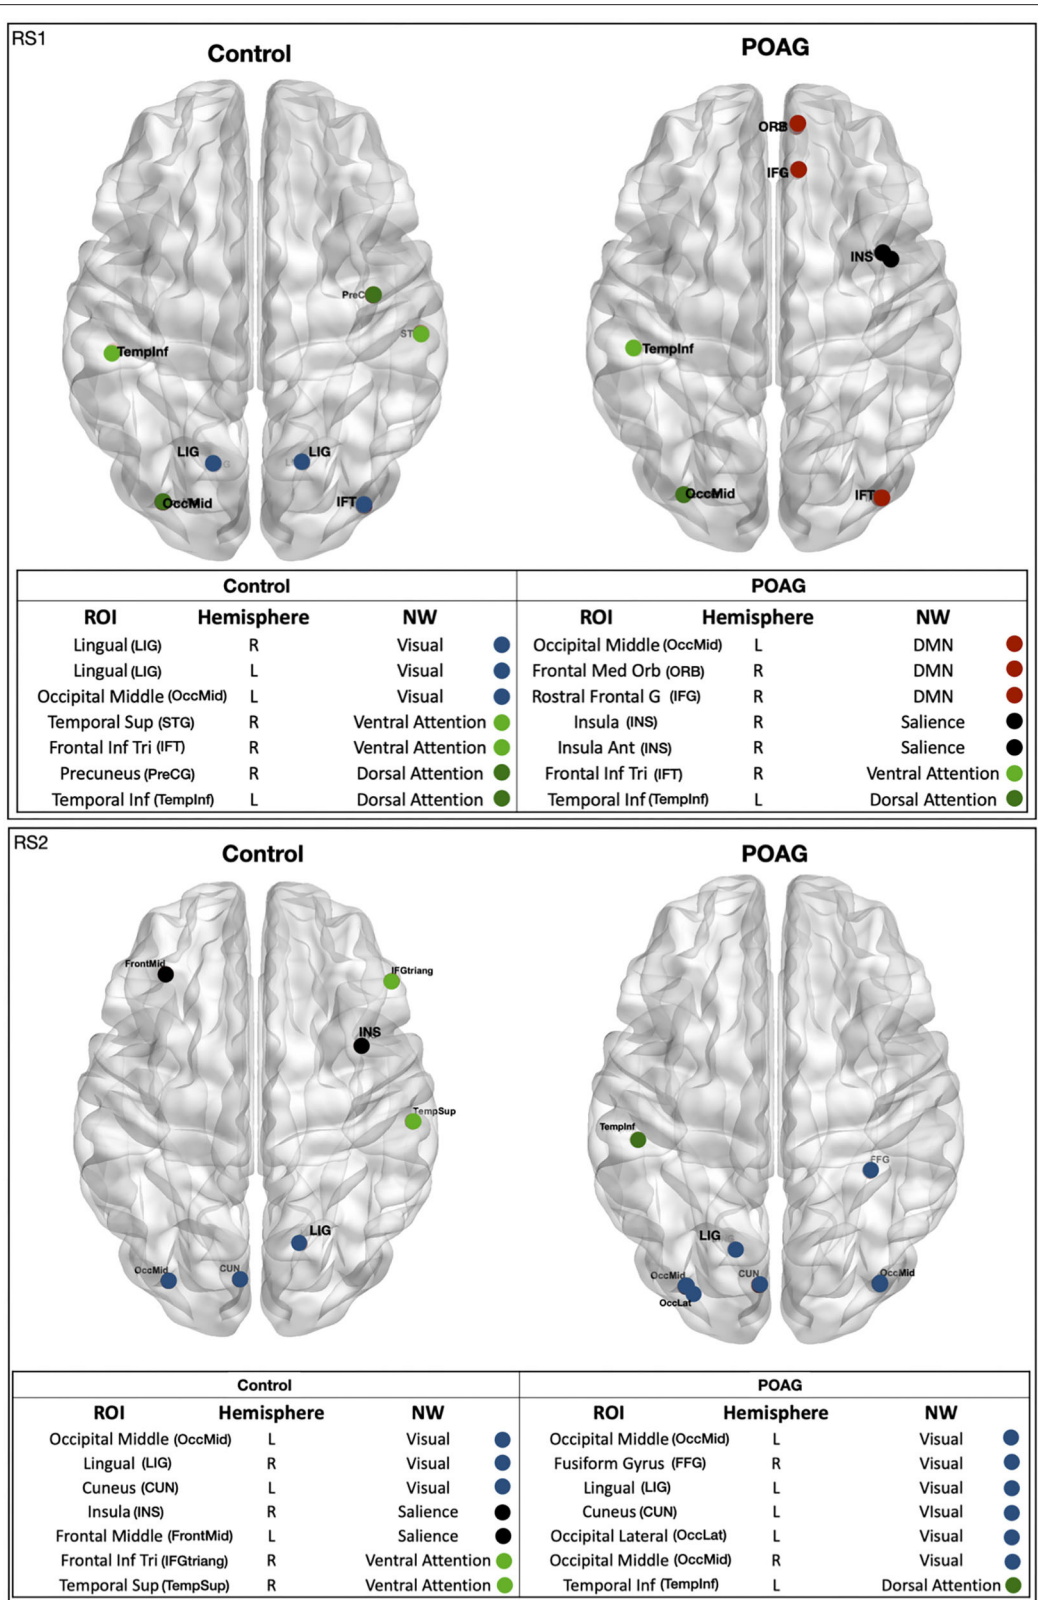 RS1
Control
POAG
ORB
IFG
INS
PreC
ST
TempInf
TempInf
LIG
LIG
OccMid
IFT
OccMid
IFT
Control
POAG
ROI Hemisphere NW
ROI Hemisphere NW
Lingual (LIG) R Visual
Occipital Middle (OccMid) L DMN
Lingual (LIG) L Visual
Frontal Med Orb (ORB) R DMN
Occipital Middle (OccMid) L Visual
Rostral Frontal G (IFG) R DMN
Temporal Sup (STG) R Ventral Attention
Insula (INS) R Salience
Frontal Inf Tri (IFT) R Ventral Attention
Insula Ant (INS) R Salience
Precuneus (PreCG) R Dorsal Attention
Frontal Inf Tri (IFT) R Ventral Attention
Temporal Inf (TempInf) L Dorsal Attention
Temporal Inf (TempInf) L Dorsal Attention
RS2
Control
POAG
FrontMid
IFGtriang
INS
TempSup
TempInf
FFG
LIG
LIG
OccMid
CUN
OccMid
CUN
OccMid
OccLat
Control
POAG
ROI Hemisphere NW
ROI Hemisphere NW
Occipital Middle (OccMid) L Visual
Occipital Middle (OccMid) L Visual
Lingual (LIG) R Visual
Fusiform Gyrus (FFG) R Visual
Cuneus (CUN) L Visual
Lingual (LIG) L Visual
Insula (INS) R Salience
Cuneus (CUN) L VIsual
Frontal Middle (FrontMid) L Salience
Occipital Lateral (OccLat) L Visual
Frontal Inf Tri (IFGtriang) R Ventral Attention
Occipital Middle (OccMid) R Visual
Temporal Sup (TempSup) R Ventral Attention
Temporal Inf (TempInf) L Dorsal Attention